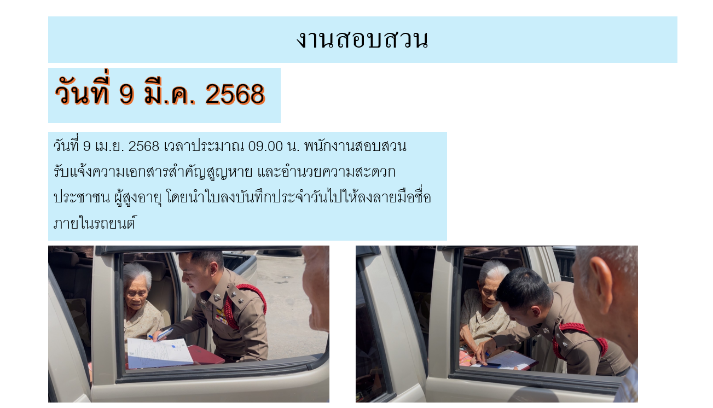 งานสอบสวน
วันที่ 9 มี.ค. 2568
วันที่ 9 เม.ย. 2568 เวลาประมาณ 09.00 น. พนักงานสอบสวน
รับแจ้งความเอกสารสำคัญสูญหาย และอำนวยความสะดวก
ประชาชน ผู้สูงอายุ โดยนำใบลงบันทึกประจำวันไปให้ลงลายมือชื่อ
ภายในรถยนต์